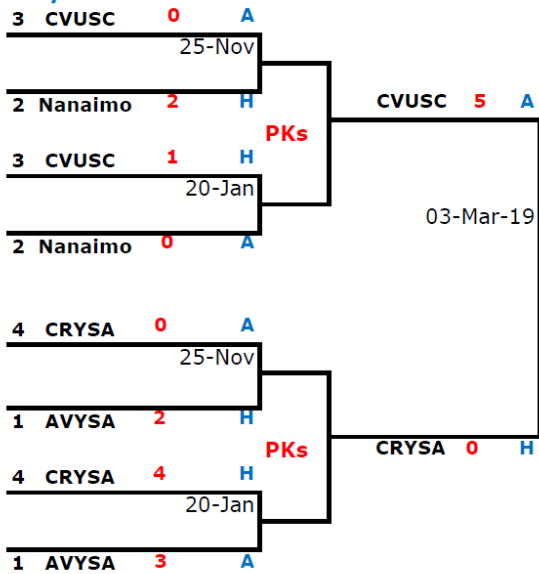 3 CVUSC 0 A
25-Nov
2 Nanaimo 2 H
CVUSC 5 A
PKs
3 CVUSC 1 H
20-Jan
03-Mar-19
2 Nanaimo 0 A
4 CRYSA 0 A
25-Nov
1 AVYSA 2 H
PKs
CRYSA 0 H
4 CRYSA 4 H
20-Jan
1 AVYSA 3 A